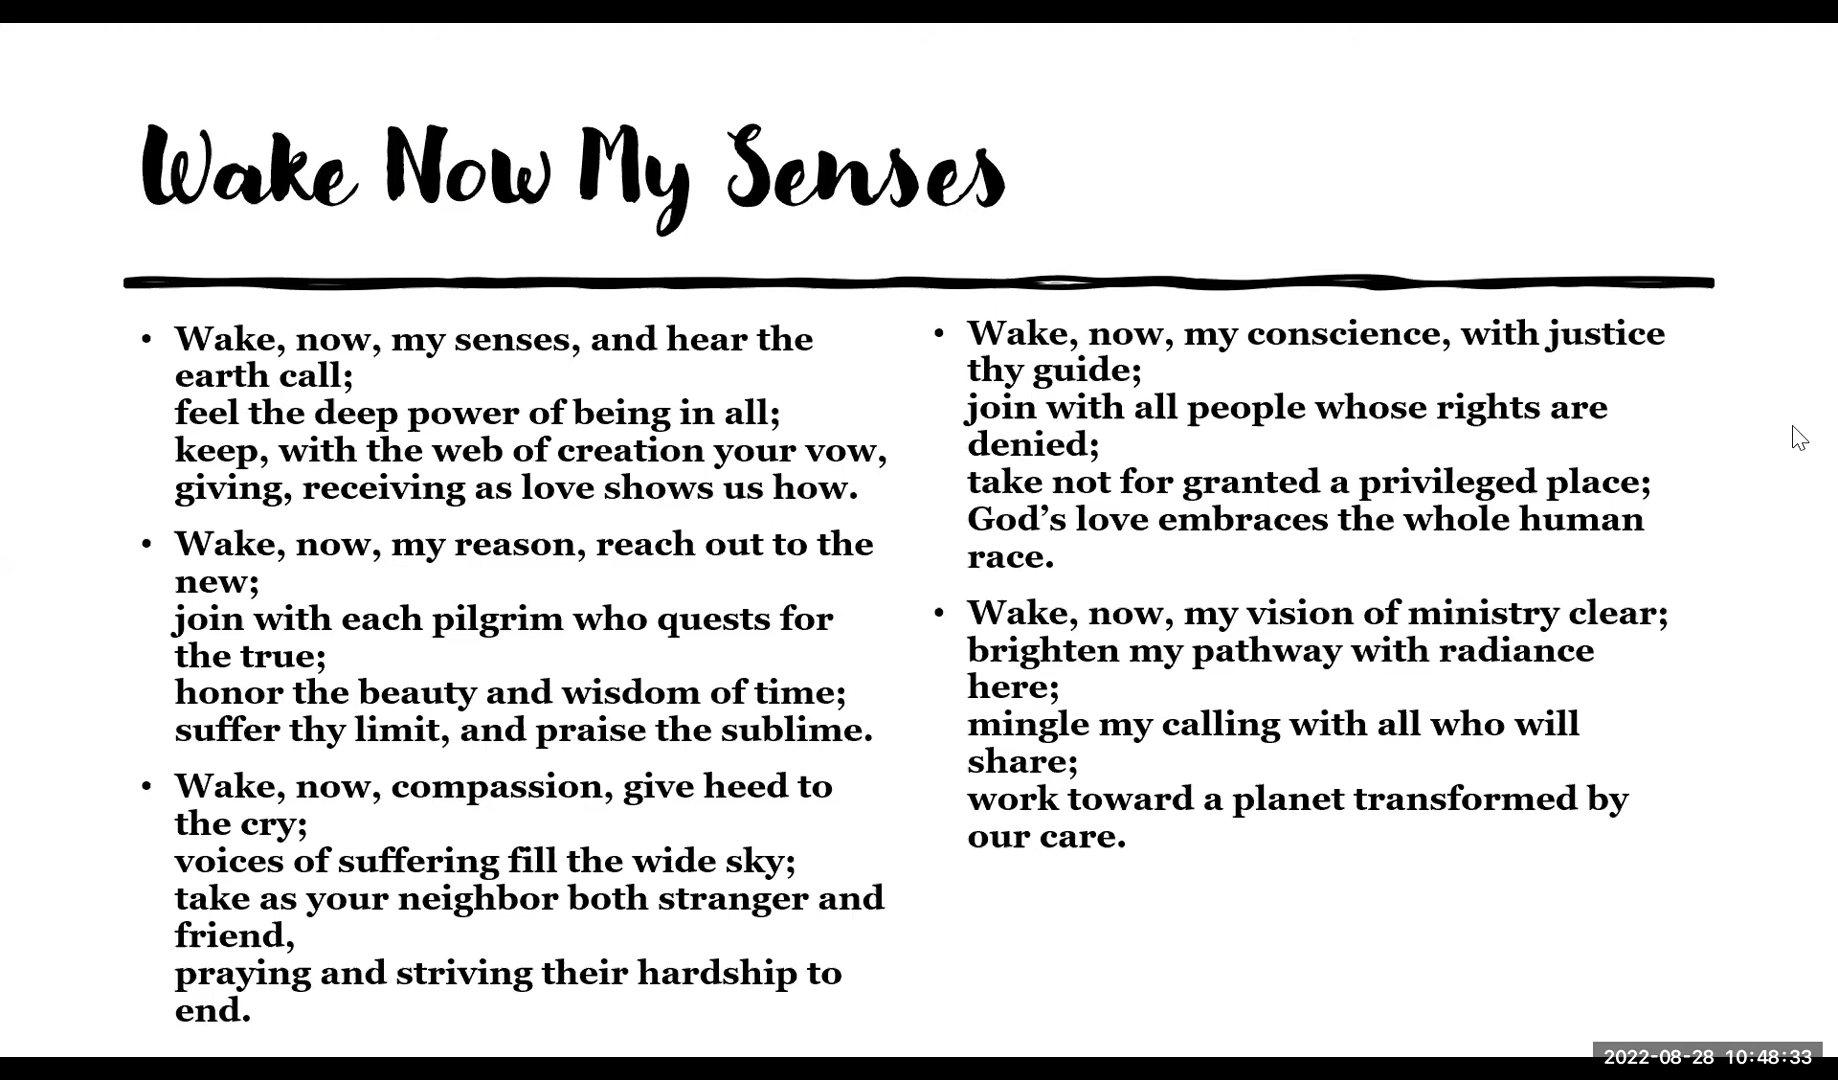 Wake Now My Senses
• Wake, now, my senses, and hear the
earth call;
feel the deep power of being in all;
keep, with the web of creation your vow,
giving, receiving as love shows us how.
• Wake, now, my reason, reach out to the
new;
join with each pilgrim who quests for
the true;
honor the beauty and wisdom of time;
suffer thy limit, and praise the sublime.
• Wake, now, compassion, give heed to
the cry;
voices of suffering fill the wide sky;
take as your neighbor both stranger and
friend,
praying and striving their hardship to
end.
• Wake, now, my conscience, with justice
thy guide;
join with all people whose rights are
denied;
take not for granted a privileged place;
God’s love embraces the whole human
race.
• Wake, now, my vision of ministry clear;
brighten my pathway with radiance
here;
mingle my calling with all who will
share;
work toward a planet transformed by
our care.
2022-08-28 10:48:33